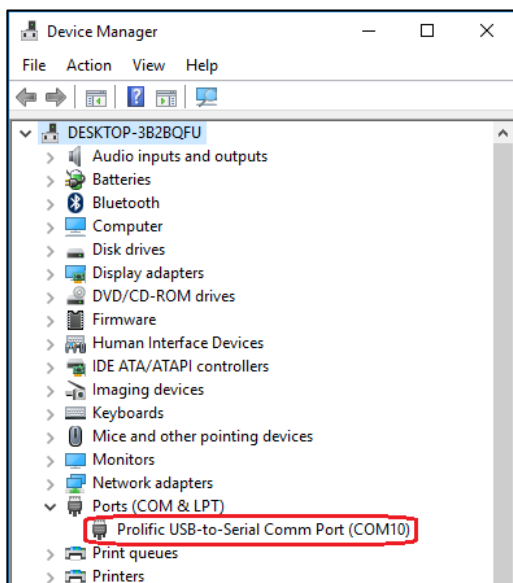 Device Manager
File Action View Help
DESKTOP-3B2BQFU
Audio inputs and outputs
Batteries
Bluetooth
Computer
Disk drives
Display adapters
DVD/CD-ROM drives
Firmware
Human Interface Devices
IDE ATA/ATAPI controllers
Imaging devices
Keyboards
Mice and other pointing devices
Monitors
Network adapters
Ports (COM & LPT)
Prolific USB-to-Serial Comm Port (COM10)
Print queues
Printers